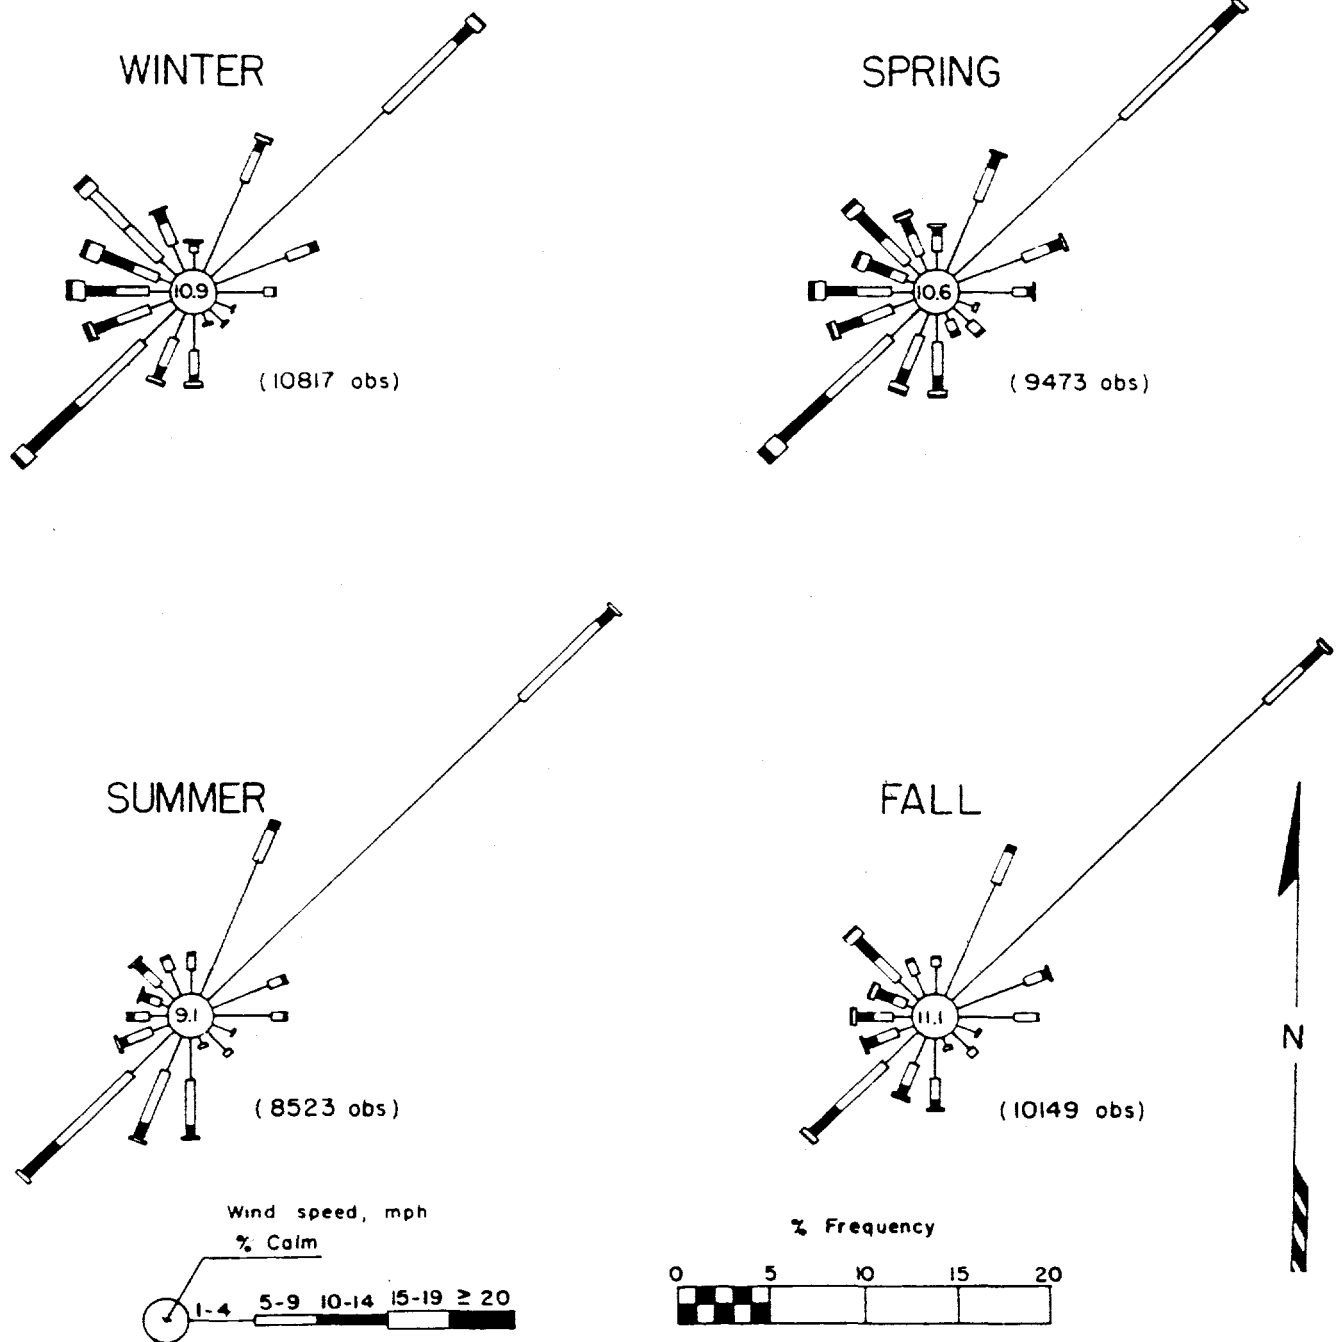 WINTER
SPRING
10.9
10.6
(10817 obs)
(9473 obs)
SUMMER
FALL
9.1
11.1
N
(8523 obs)
(10149 obs)
Wind speed, mph
% Calm
% Frequency
1-4 5-9 10-14 15-19 ≥ 20
0 5 10 15 20